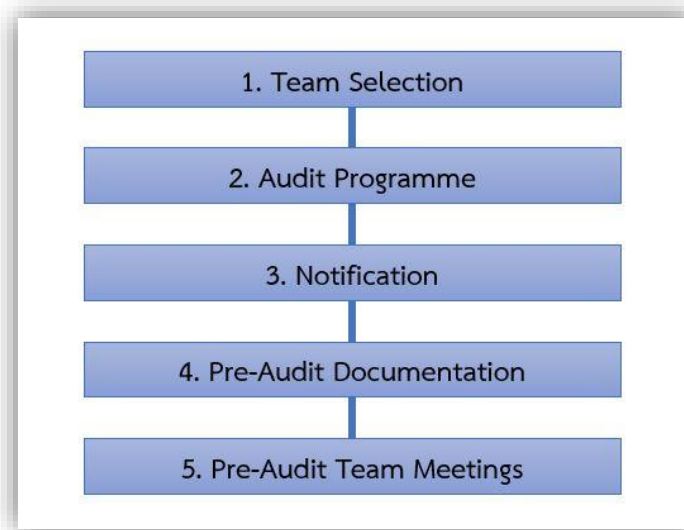 1. Team Selection
2. Audit Programme
3. Notification
4. Pre-Audit Documentation
5. Pre-Audit Team Meetings